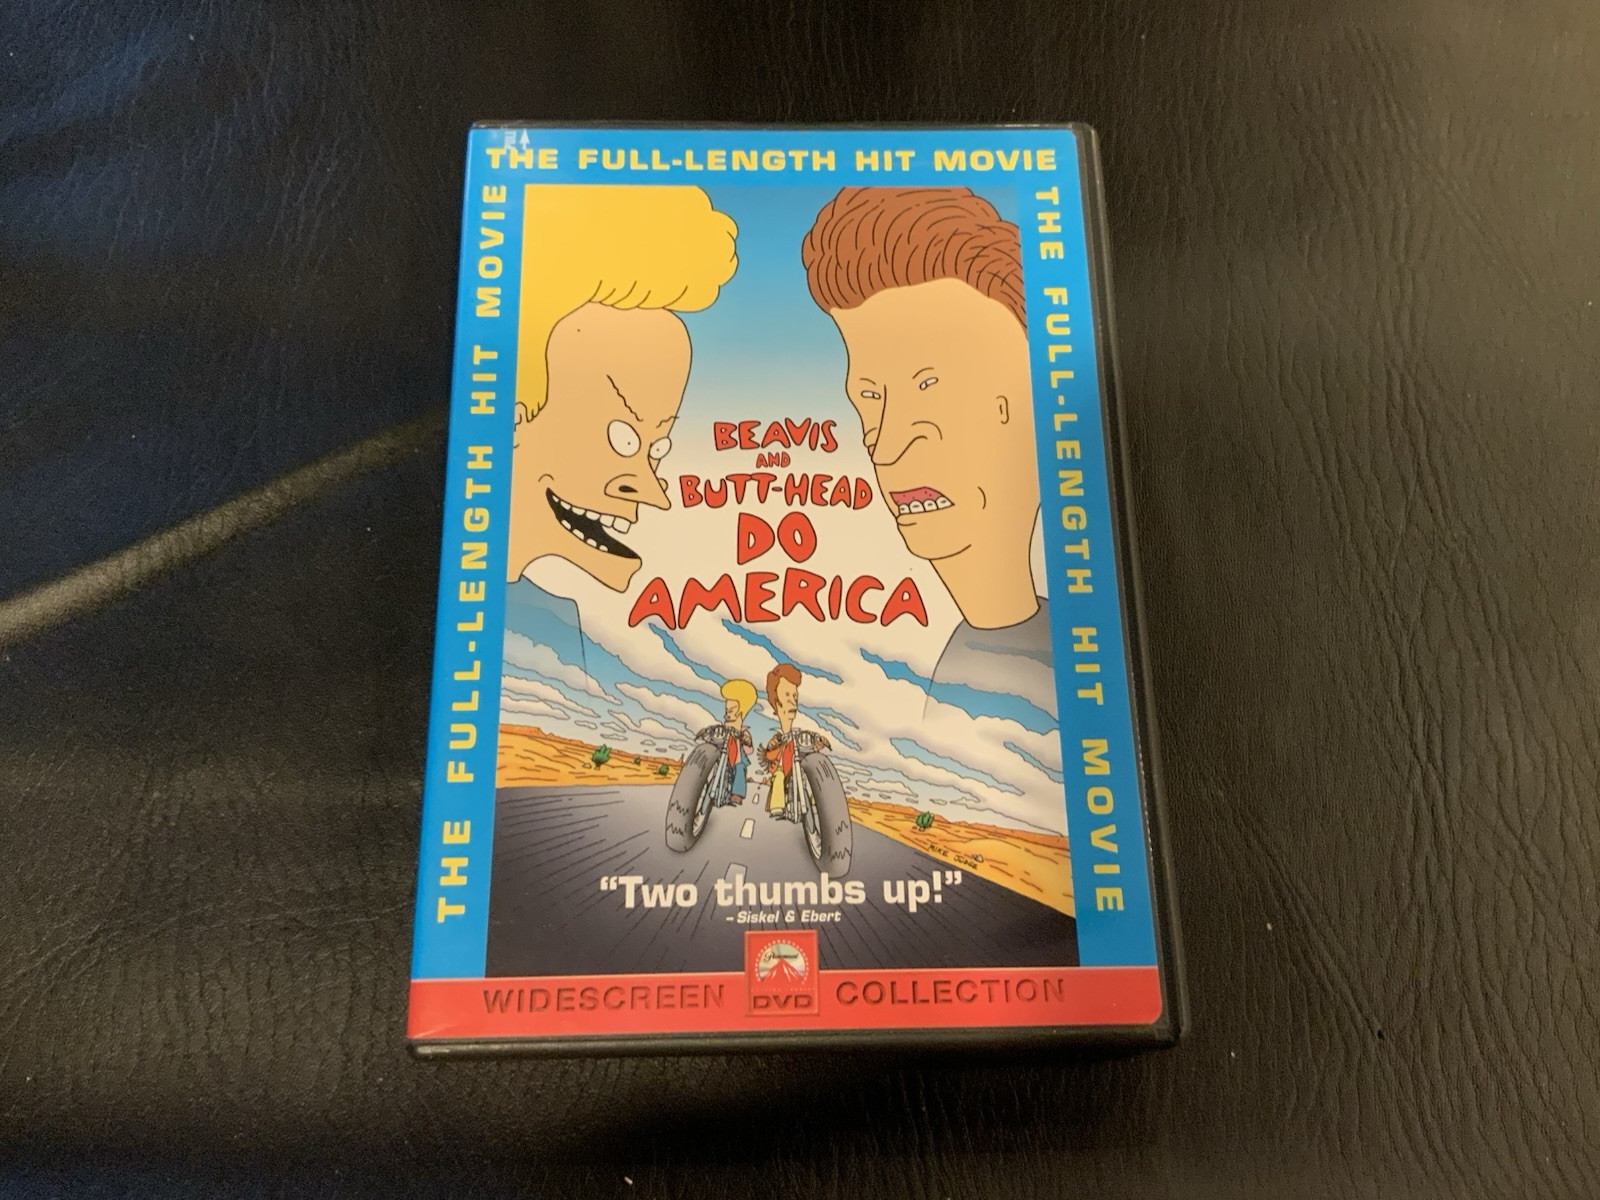 THE FULL-LENGTH HIT MOVIE
THE FULL-LENGTH HIT MOVIE
THE FULL-LENGTH HIT MOVIE
BEAVIS
AND
BUTT-HEAD
DO
AMERICA
MIKE JUDGE
“Two thumbs up!”
– Siskel & Ebert
Paramount
DVD
WIDESCREEN COLLECTION